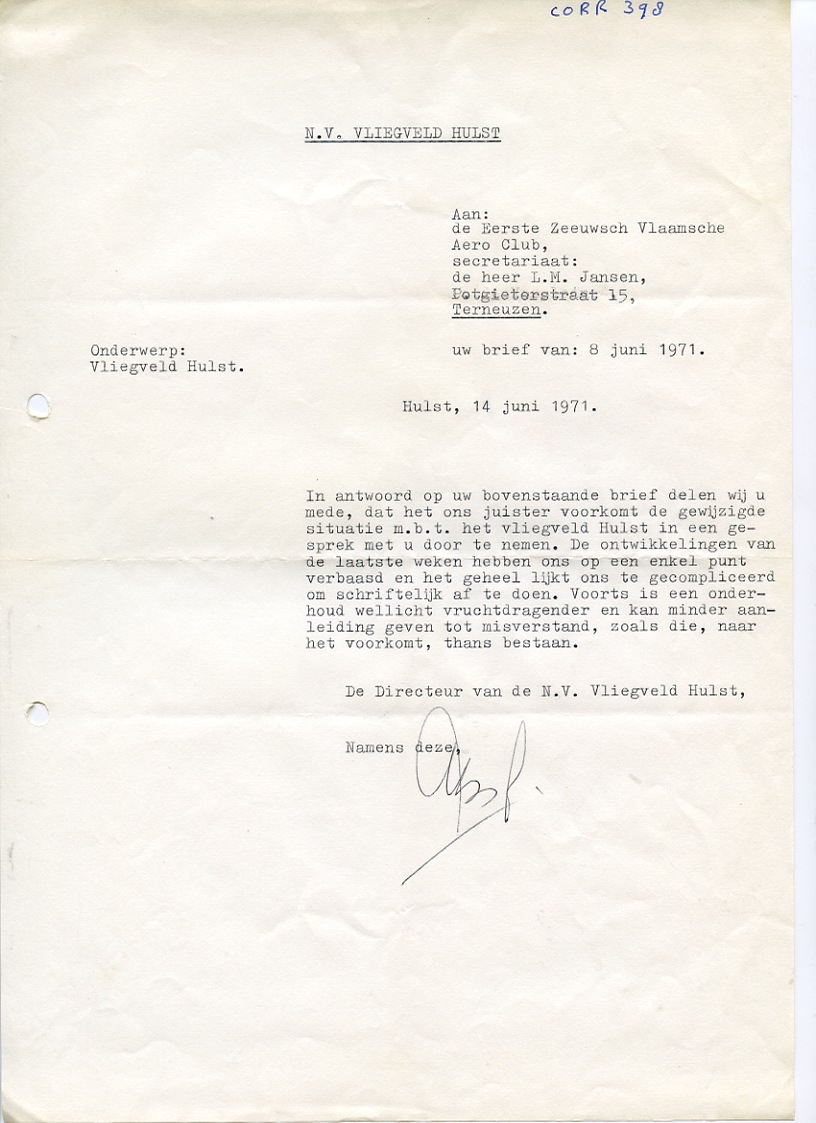 CORR 398
N.V. VLIEGVELD HULST
Aan:
de Eerste Zeeuwsch Vlaamsche
Aero Club,
secretariaat:
de heer L.M. Jansen,
Potgieterstraat 15,
Terneuzen.
Onderwerp:
Vliegveld Hulst.
uw brief van: 8 juni 1971.
Hulst, 14 juni 1971.
In antwoord op uw bovenstaande brief delen wij u
mede, dat het ons juister voorkomt de gewijzigde
situatie m.b.t. het vliegveld Hulst in een ge-
sprek met u door te nemen. De ontwikkelingen van
de laatste weken hebben ons op een enkel punt
verbaasd en het geheel lijkt ons te gecompliceerd
om schriftelijk af te doen. Voorts is een onder-
houd wellicht vruchtdragender en kan minder aan-
leiding geven tot misverstand, zoals die, naar
het voorkomt, thans bestaan.
De Directeur van de N.V. Vliegveld Hulst,
Namens deze,